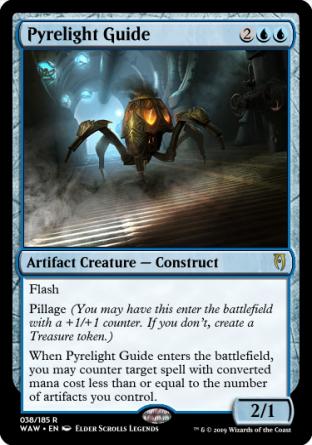 Pyrelight Guide 2
Artifact Creature — Construct
Flash
Pillage (You may have this enter the battlefield
with a +1/+1 counter. If you don't, create a
Treasure token.)
When Pyrelight Guide enters the battlefield,
you may counter target spell with converted
mana cost less than or equal to the number
of artifacts you control.
2/1
038/185 R
WAW • EN Elder Scrolls Legends
™ & © 2019 Wizards of the Coast